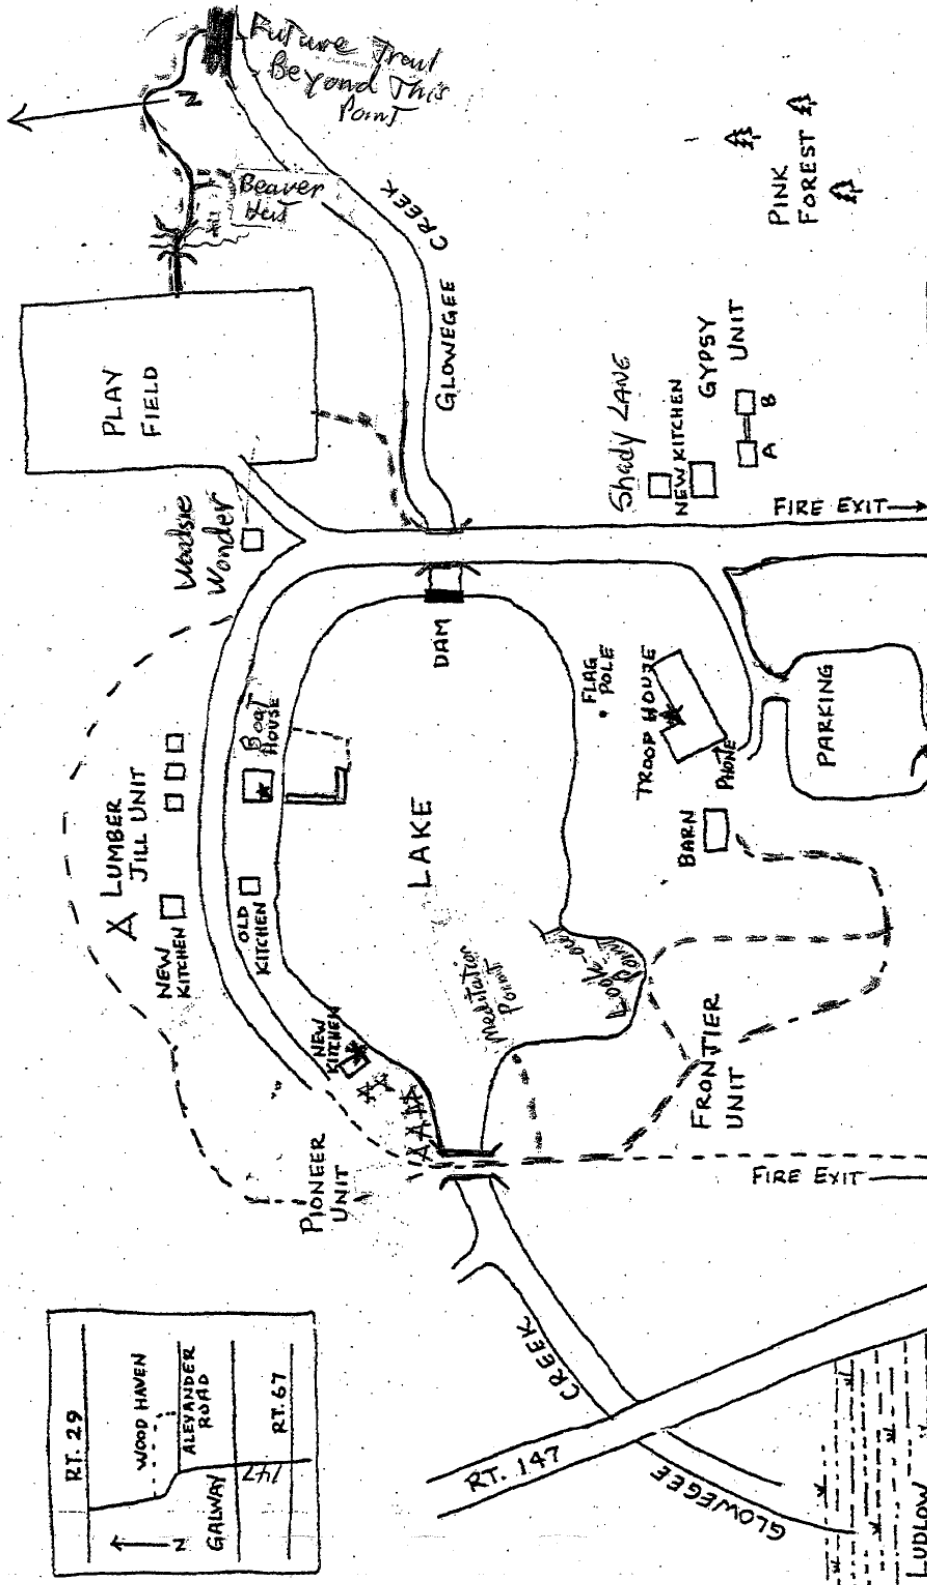 Future Trail
Beyond This
Point
N
Beaver
Hut
GLOWEGEE CREEK
PINK
FOREST
PLAY
FIELD
Shady LANE
NEW KITCHEN
GYPSY
UNIT
A
B
FIRE EXIT
Woodsie
Wonder
DAM
FLAG
POLE
TROOP HOUSE
PHONE
PARKING
BARN
Boat
HOUSE
LUMBER
JILL UNIT
NEW
KITCHEN
OLD
KITCHEN
LAKE
NEW
KITCHEN
Meditation
Point
Look-out
Point
FRONTIER
UNIT
PIONEER
UNIT
FIRE EXIT
RT. 29
WOOD HAVEN
ALEXANDER
ROAD
N
GALWAY
147
RT. 67
CREEK
RT. 147
GLOWEGEE
LUDLOW